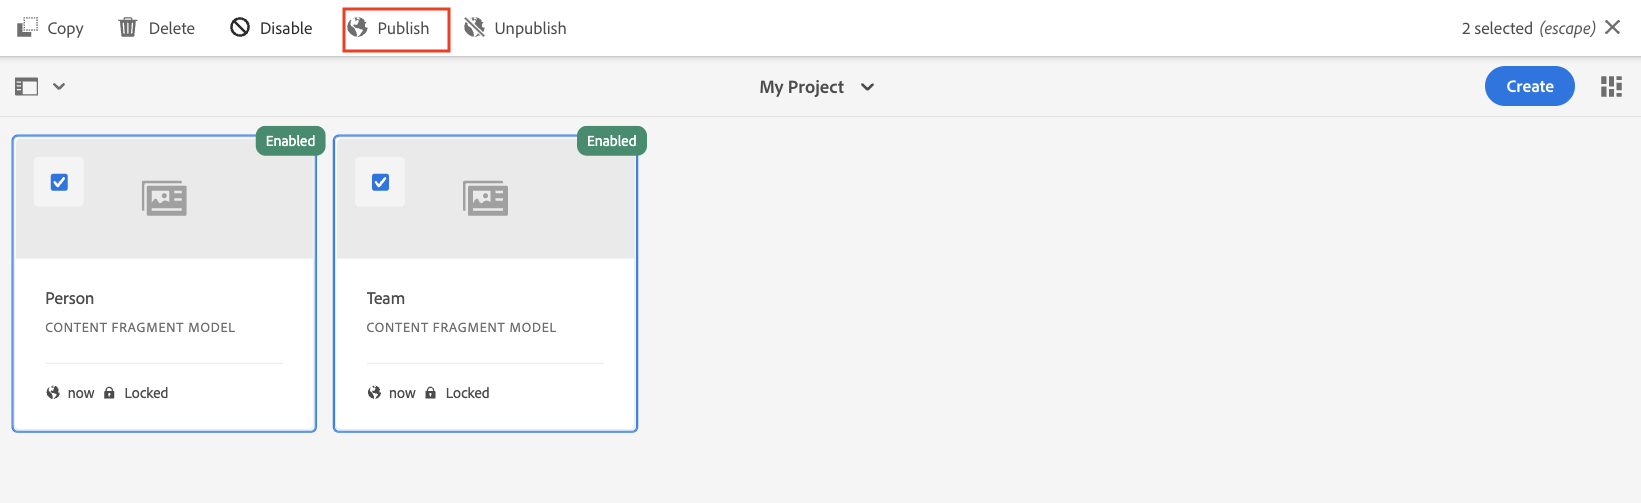 Copy Delete Disable Publish Unpublish 2 selected (escape)
My Project Create
Enabled Enabled
Person Team
CONTENT FRAGMENT MODEL CONTENT FRAGMENT MODEL
now Locked now Locked